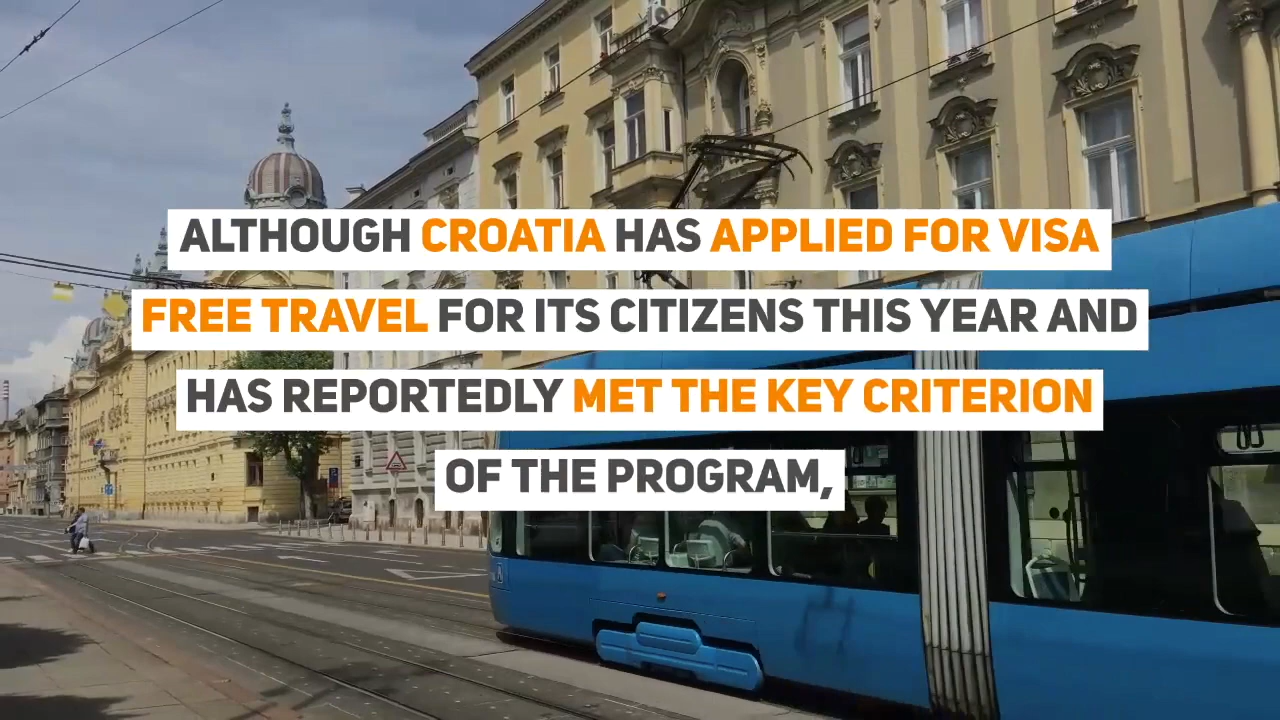 ALTHOUGH CROATIA HAS APPLIED FOR VISA
FREE TRAVEL FOR ITS CITIZENS THIS YEAR AND
HAS REPORTEDLY MET THE KEY CRITERION
OF THE PROGRAM,